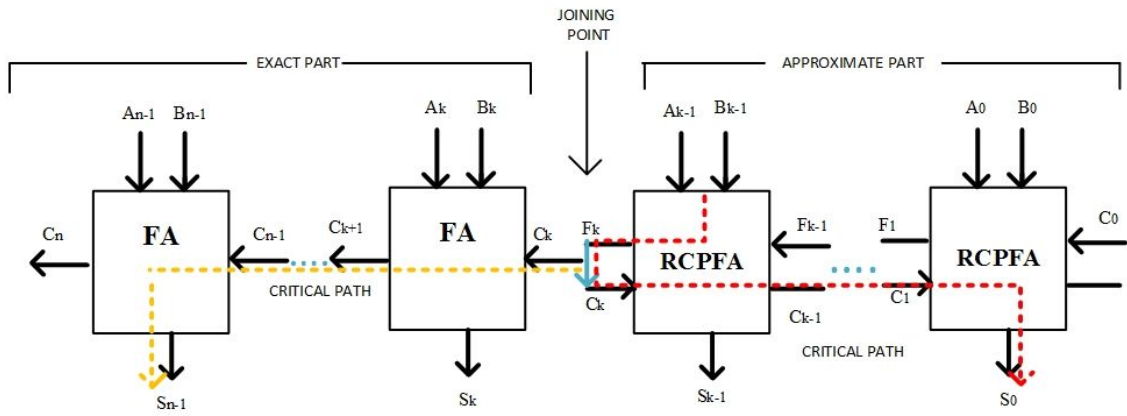 JOINING
POINT
EXACT PART
APPROXIMATE PART
An-1 Bn-1 Ak Bk Ak-1 Bk-1 A0 B0
Cn FA Cn-1 Ck+1 FA Ck Fk RCPFA Fk-1 F1 RCPFA C0
CRITICAL PATH Ck Ck-1 C1
CRITICAL PATH
Sn-1 Sk Sk-1 S0